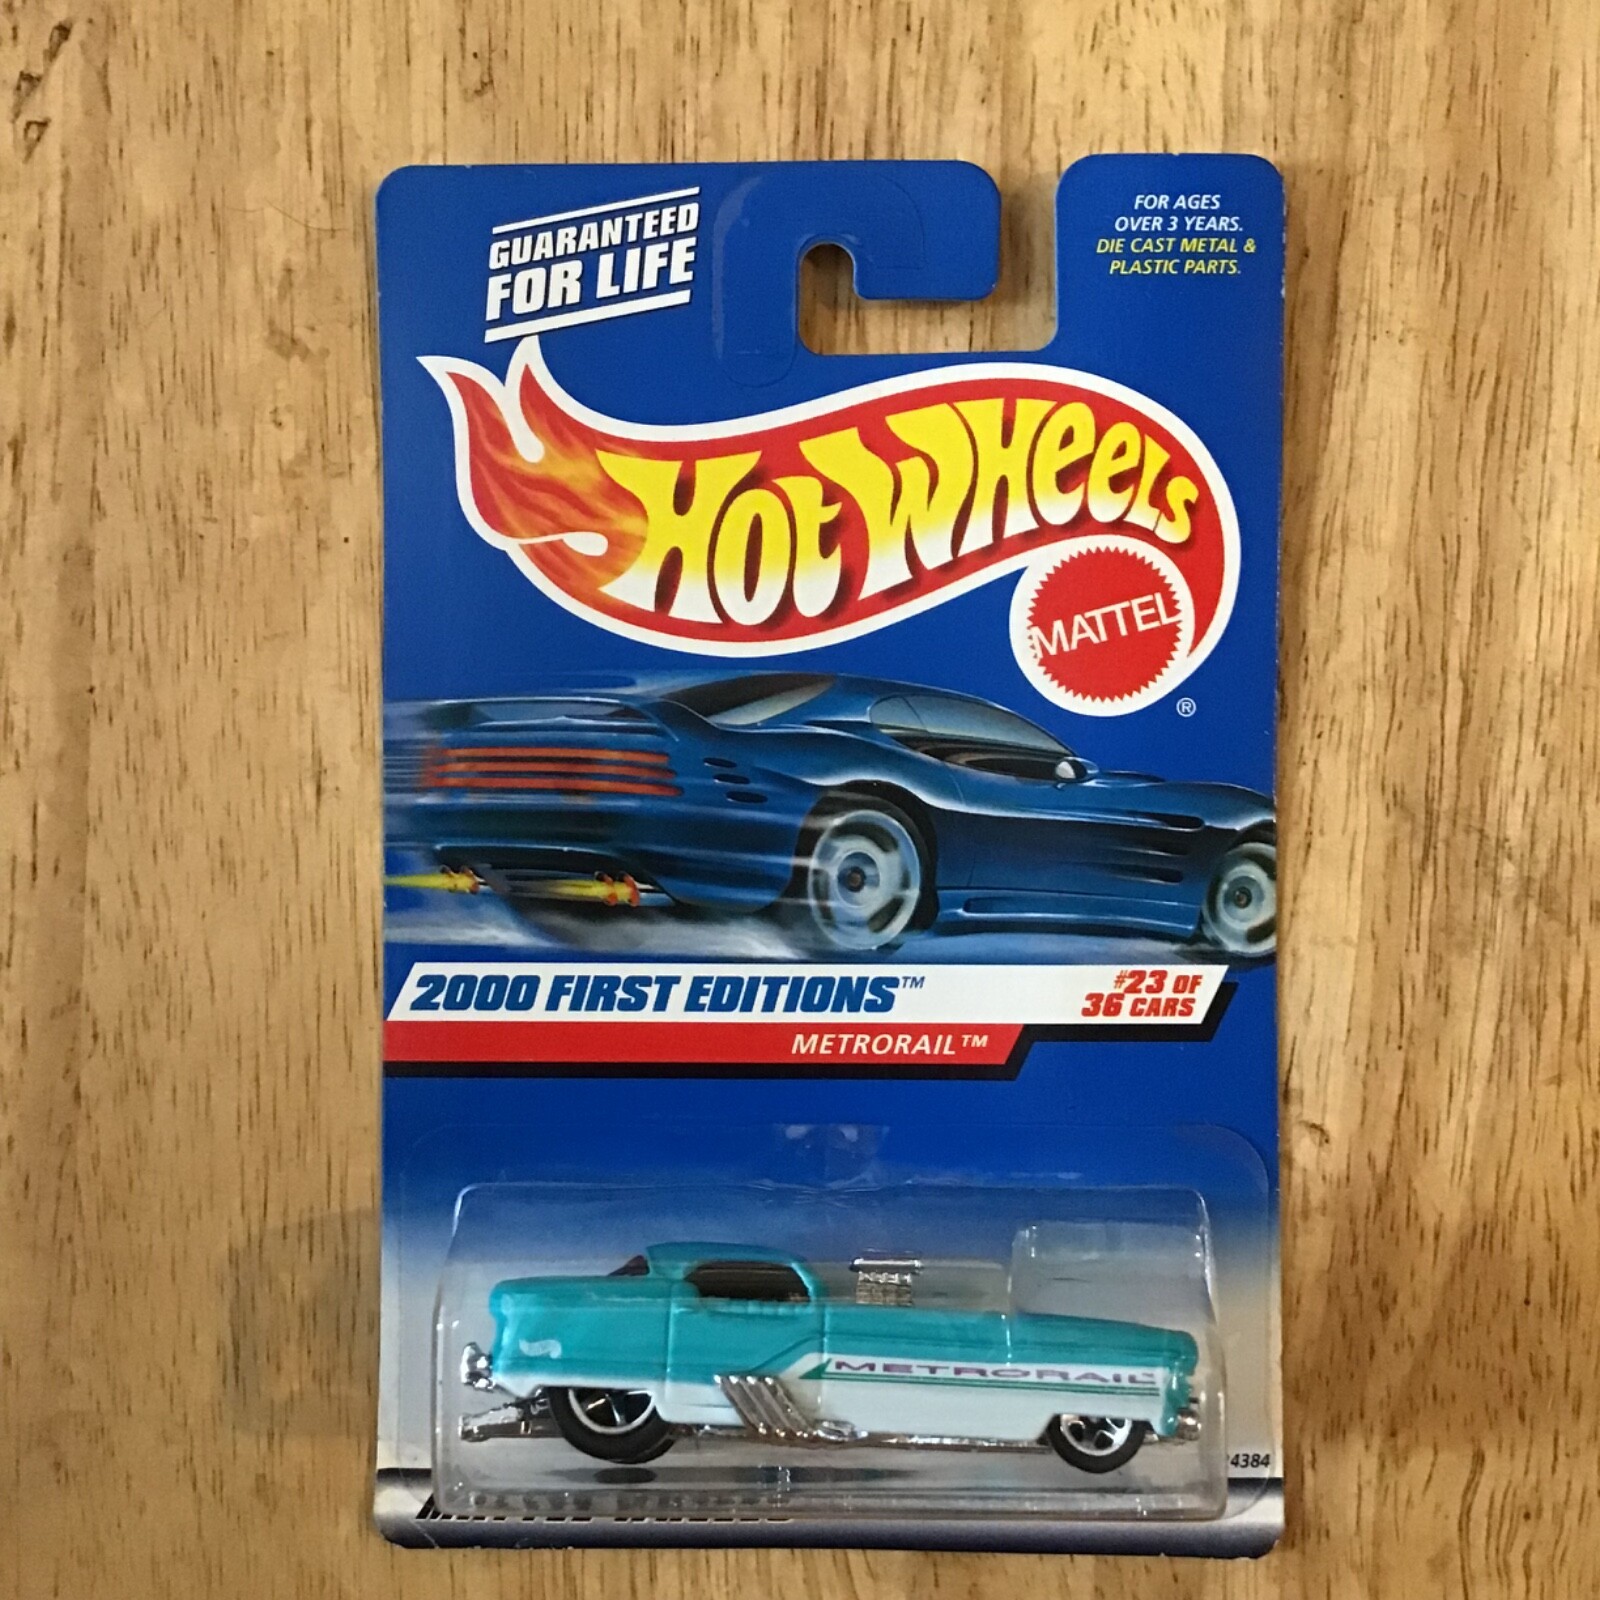 GUARANTEED
FOR LIFE
FOR AGES
OVER 3 YEARS.
DIE CAST METAL &
PLASTIC PARTS.
HOT WHEELS
MATTEL
®
2000 FIRST EDITIONS™
#23 OF
36 CARS
METRORAIL™
METRORAIL
4384